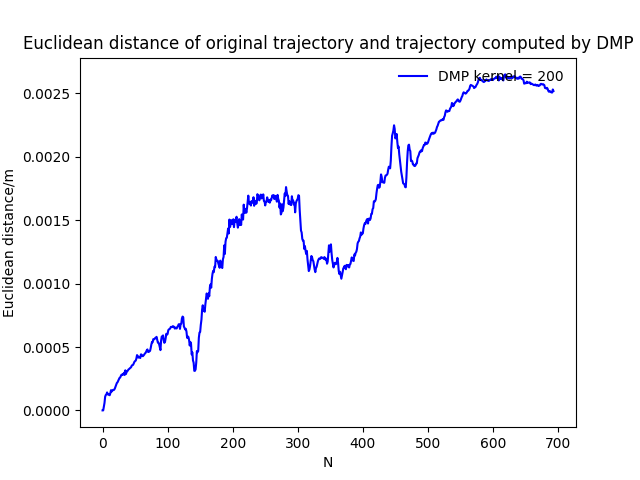 Euclidean distance of original trajectory and trajectory computed by DMP
DMP kernel = 200
Euclidean distance/m
0.0025
0.0020
0.0015
0.0010
0.0005
0.0000
0 100 200 300 400 500 600 700
N